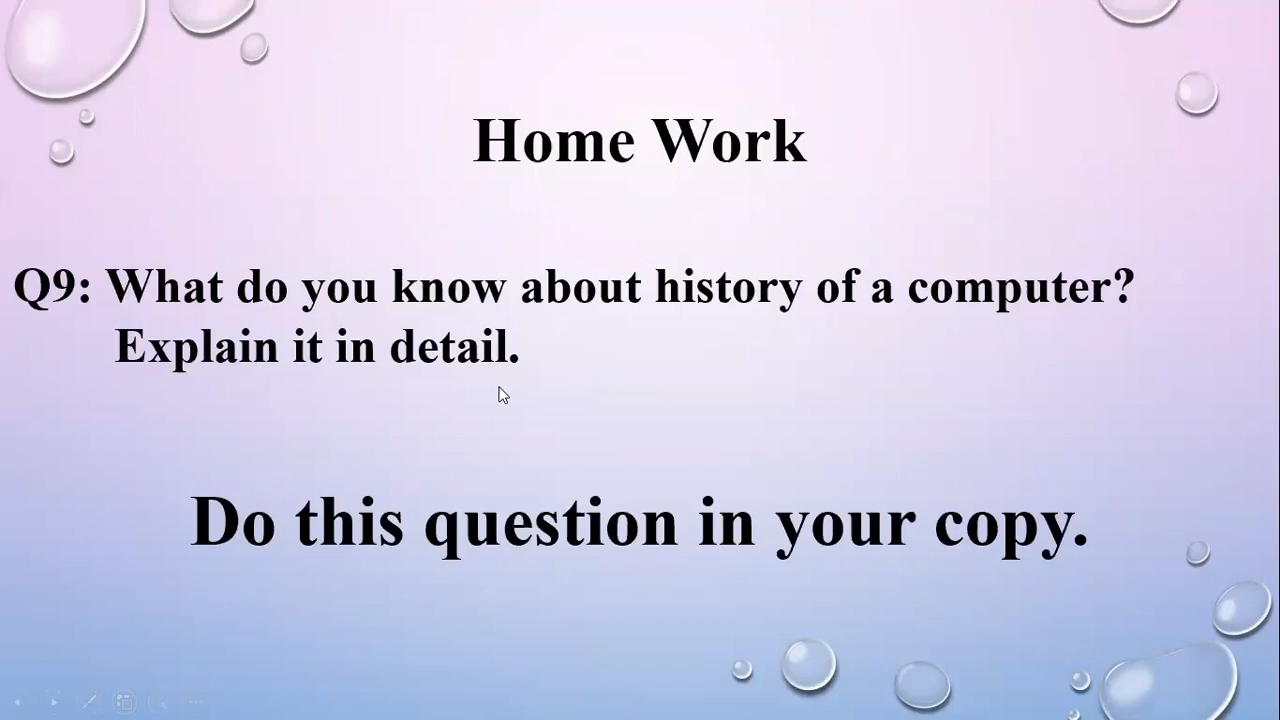 Home Work
Q9: What do you know about history of a computer?
Explain it in detail.
Do this question in your copy.